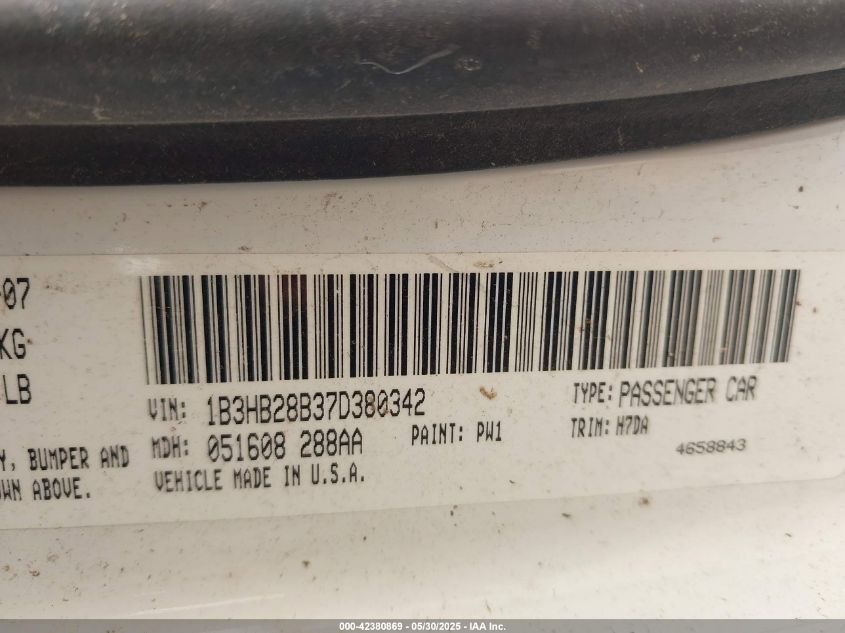 -07
KG
LB
Y, BUMPER AND
WN ABOVE.
VIN: 1B3HB28B37D380342
TYPE: PASSENGER CAR
MDH: 051608 288AA
PAINT: PW1
TRIM: H7DA
VEHICLE MADE IN U.S.A.
4658843
000-42380869 - 05/30/2025 - IAA Inc.